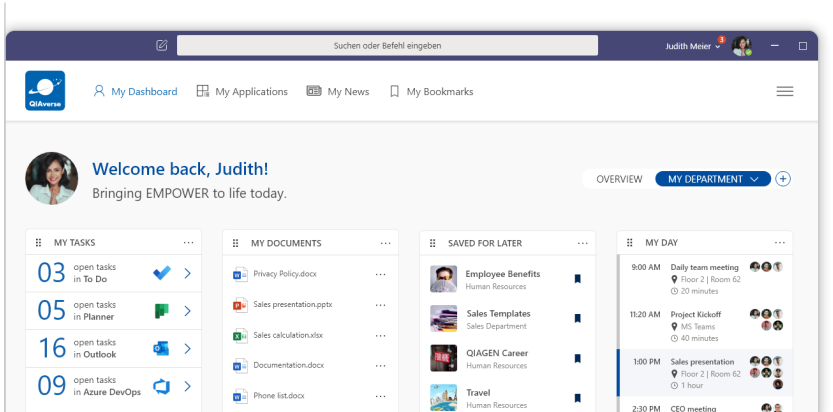 Suchen oder Befehl eingeben
Judith Meier
3
QIAverse
My Dashboard
My Applications
My News
My Bookmarks
Welcome back, Judith!
Bringing EMPOWER to life today.
OVERVIEW
MY DEPARTMENT
MY TASKS
03 open tasks
in To Do
05 open tasks
in Planner
16 open tasks
in Outlook
09 open tasks
in Azure DevOps
MY DOCUMENTS
Privacy Policy.docx
Sales presentation.pptx
Sales calculation.xlsx
Documentation.docx
Phone list.docx
SAVED FOR LATER
Employee Benefits
Human Resources
Sales Templates
Sales Department
QIAGEN Career
Human Resources
Travel
Human Resources
MY DAY
9:00 AM Daily team meeting
Floor 2 | Room 62
20 minutes
11:20 AM Project Kickoff
MS Teams
40 minutes
1:00 PM Sales presentation
Floor 2 | Room 62
1 hour
2:30 PM CEO meeting